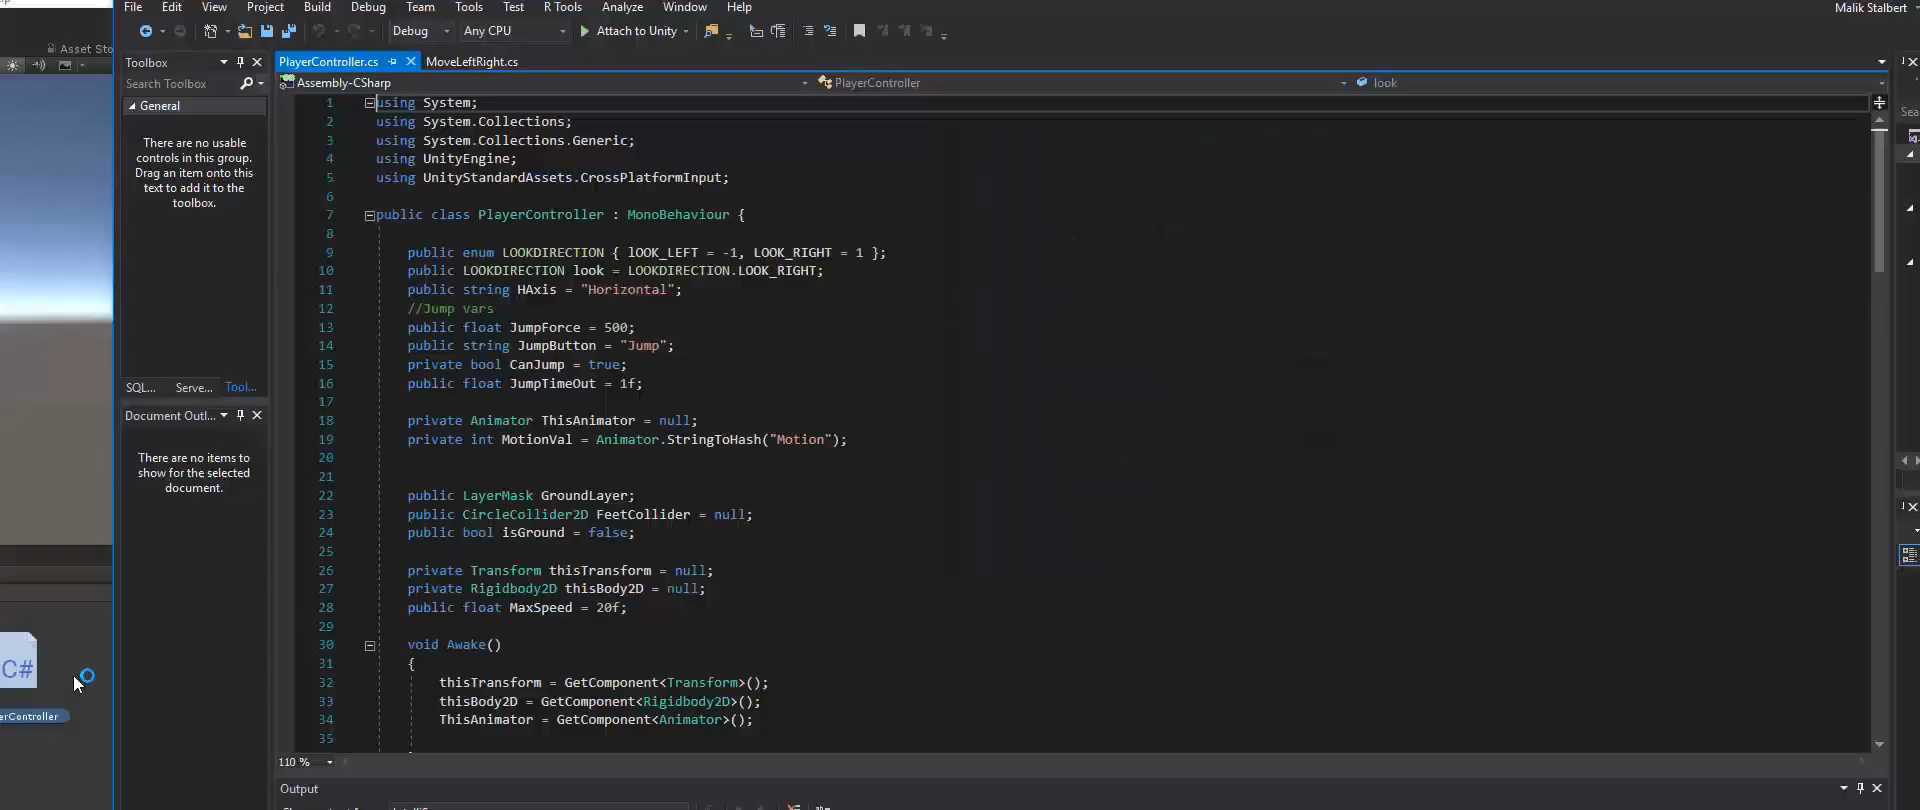 File Edit View Project Build Debug Team Tools Test R Tools Analyze Window Help
Malik Stalbert
Asset Sto
Debug Any CPU Attach to Unity
Toolbox
Search Toolbox
General
There are no usable
controls in this group.
Drag an item onto this
text to add it to the
toolbox.
SQL... Serve... Tool...
Document Outl...
There are no items to
show for the selected
document.
C#
erController
PlayerController.cs MoveLeftRight.cs
Assembly-CSharp PlayerController look
Sea
1 using System;
2 using System.Collections;
3 using System.Collections.Generic;
4 using UnityEngine;
5 using UnityStandardAssets.CrossPlatformInput;
6
7 public class PlayerController : MonoBehaviour {
8
9 public enum LOOKDIRECTION { lOOK_LEFT = -1, LOOK_RIGHT = 1 };
10 public LOOKDIRECTION look = LOOKDIRECTION.LOOK_RIGHT;
11 public string HAxis = "Horizontal";
12 //Jump vars
13 public float JumpForce = 500;
14 public string JumpButton = "Jump";
15 private bool CanJump = true;
16 public float JumpTimeOut = 1f;
17
18 private Animator ThisAnimator = null;
19 private int MotionVal = Animator.StringToHash("Motion");
20
21
22 public LayerMask GroundLayer;
23 public CircleCollider2D FeetCollider = null;
24 public bool isGround = false;
25
26 private Transform thisTransform = null;
27 private Rigidbody2D thisBody2D = null;
28 public float MaxSpeed = 20f;
29
30 void Awake()
31 {
32 thisTransform = GetComponent<Transform>();
33 thisBody2D = GetComponent<Rigidbody2D>();
34 ThisAnimator = GetComponent<Animator>();
35
110 %
Output